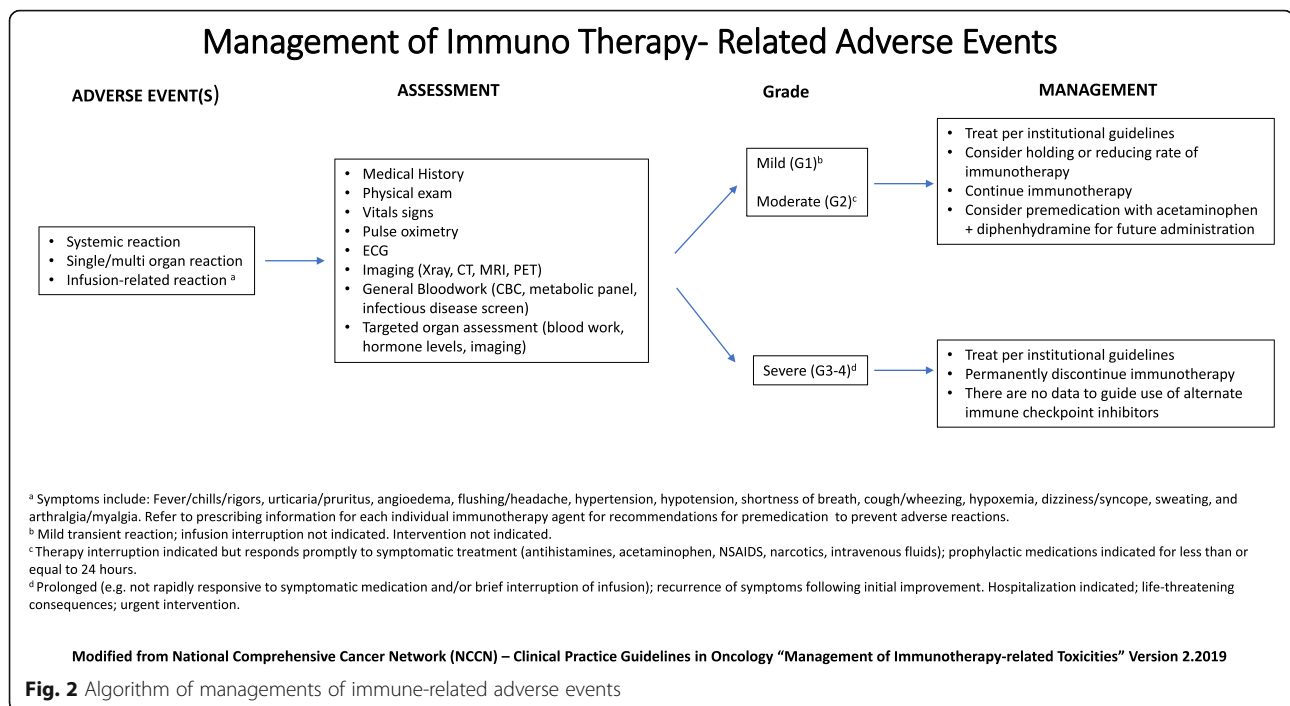 Management of Immuno Therapy- Related Adverse Events
ADVERSE EVENT(S)
ASSESSMENT
Grade
MANAGEMENT
• Systemic reaction
• Single/multi organ reaction
• Infusion-related reaction ᵃ
• Medical History
• Physical exam
• Vitals signs
• Pulse oximetry
• ECG
• Imaging (Xray, CT, MRI, PET)
• General Bloodwork (CBC, metabolic panel,
infectious disease screen)
• Targeted organ assessment (blood work,
hormone levels, imaging)
Mild (G1)ᵇ
Moderate (G2)ᶜ
• Treat per institutional guidelines
• Consider holding or reducing rate of
immunotherapy
• Continue immunotherapy
• Consider premedication with acetaminophen
+ diphenhydramine for future administration
Severe (G3-4)ᵈ
• Treat per institutional guidelines
• Permanently discontinue immunotherapy
• There are no data to guide use of alternate
immune checkpoint inhibitors
ᵃ Symptoms include: Fever/chills/rigors, urticaria/pruritus, angioedema, flushing/headache, hypertension, hypotension, shortness of breath, cough/wheezing, hypoxemia, dizziness/syncope, sweating, and
arthralgia/myalgia. Refer to prescribing information for each individual immunotherapy agent for recommendations for premedication to prevent adverse reactions.
ᵇ Mild transient reaction; infusion interruption not indicated. Intervention not indicated.
ᶜ Therapy interruption indicated but responds promptly to symptomatic treatment (antihistamines, acetaminophen, NSAIDS, narcotics, intravenous fluids); prophylactic medications indicated for less than or
equal to 24 hours.
ᵈ Prolonged (e.g. not rapidly responsive to symptomatic medication and/or brief interruption of infusion); recurrence of symptoms following initial improvement. Hospitalization indicated; life-threatening
consequences; urgent intervention.
Modified from National Comprehensive Cancer Network (NCCN) – Clinical Practice Guidelines in Oncology “Management of Immunotherapy-related Toxicities” Version 2.2019
Fig. 2 Algorithm of managements of immune-related adverse events